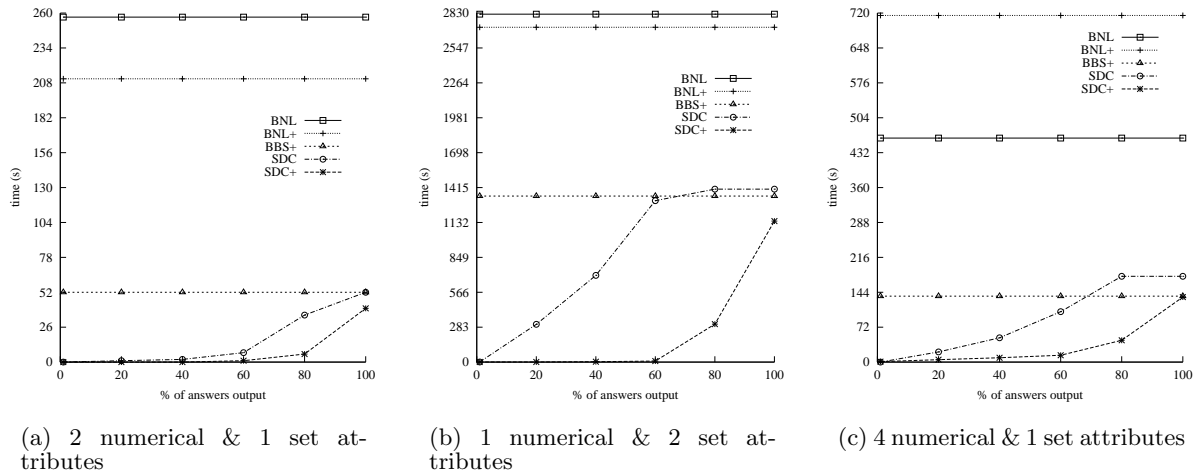 260
234
208
182
156
130
104
78
52
26
0
time (s)
BNL
BNL+
BBS+
SDC
SDC+
0 20 40 60 80 100
% of answers output
(a) 2 numerical & 1 set at-
tributes
2830
2547
2264
1981
1698
1415
1132
849
566
283
0
time (s)
BNL
BNL+
BBS+
SDC
SDC+
0 20 40 60 80 100
% of answers output
(b) 1 numerical & 2 set at-
tributes
720
648
576
504
432
360
288
216
144
72
0
time (s)
BNL
BNL+
BBS+
SDC
SDC+
0 20 40 60 80 100
% of answers output
(c) 4 numerical & 1 set attributes